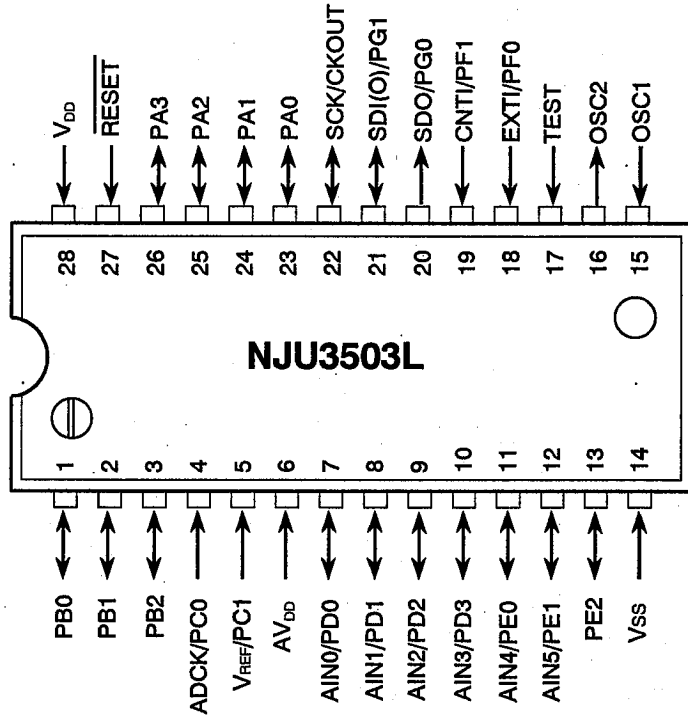 PB0 1
PB1 2
PB2 3
ADCK/PC0 4
VREF/PC1 5
AVDD 6
AIN0/PD0 7
AIN1/PD1 8
AIN2/PD2 9
AIN3/PD3 10
AIN4/PE0 11
AIN5/PE1 12
PE2 13
VSS 14
NJU3503L
28 VDD
27 RESET
26 PA3
25 PA2
24 PA1
23 PA0
22 SCK/CKOUT
21 SDI(O)/PG1
20 SDO/PG0
19 CNTI/PF1
18 EXTI/PF0
17 TEST
16 OSC2
15 OSC1